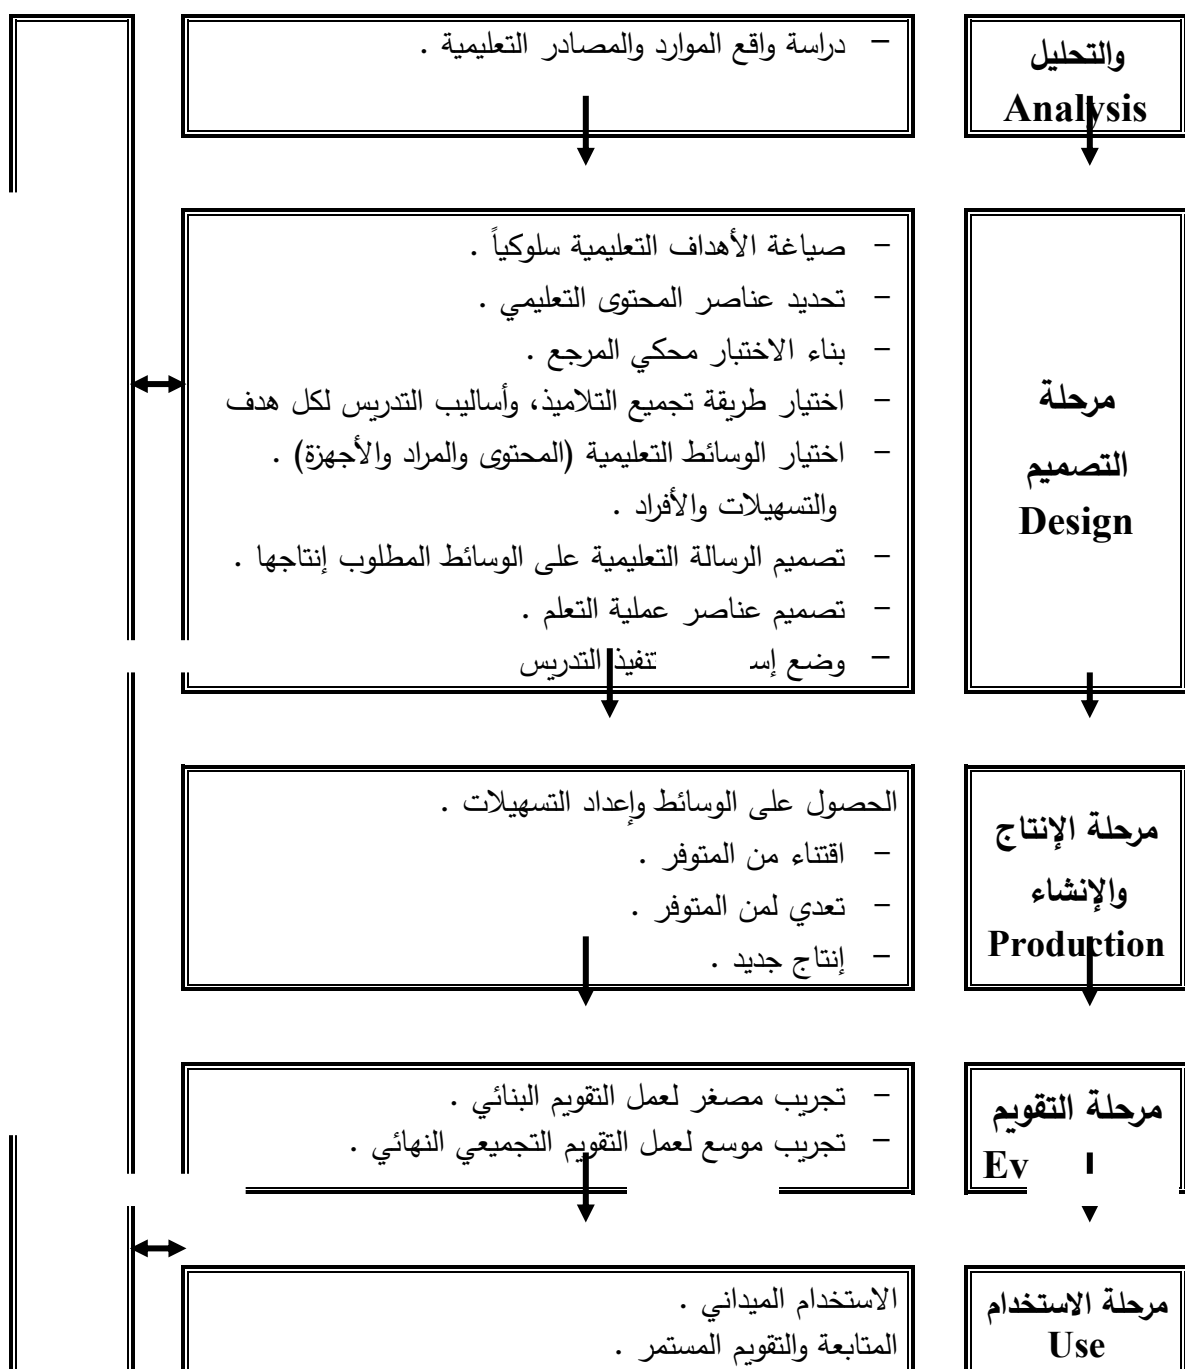 والتحليل
Analysis
– دراسة واقع الموارد والمصادر التعليمية .
مرحلة
التصميم
Design
– صياغة الأهداف التعليمية سلوكياً .
– تحديد عناصر المحتوى التعليمي .
– بناء الاختبار محكي المرجع .
– اختيار طريقة تجميع التلاميذ، وأساليب التدريس لكل هدف
– اختيار الوسائط التعليمية (المحتوى والمراد والأجهزة) .
والتسهيلات والأفراد .
– تصميم الرسالة التعليمية على الوسائط المطلوب إنتاجها .
– تصميم عناصر عملية التعلم .
– وضع تنفيذ التدريس
مرحلة الإنتاج
والإنشاء
Production
الحصول على الوسائط وإعداد التسهيلات .
– اقتناء من المتوفر .
– تعدي لمن المتوفر .
– إنتاج جديد .
مرحلة التقويم
Ev
– تجريب مصغر لعمل التقويم البنائي .
– تجريب موسع لعمل التقويم التجميعي النهائي .
مرحلة الاستخدام
Use
الاستخدام الميداني .
المتابعة والتقويم المستمر .